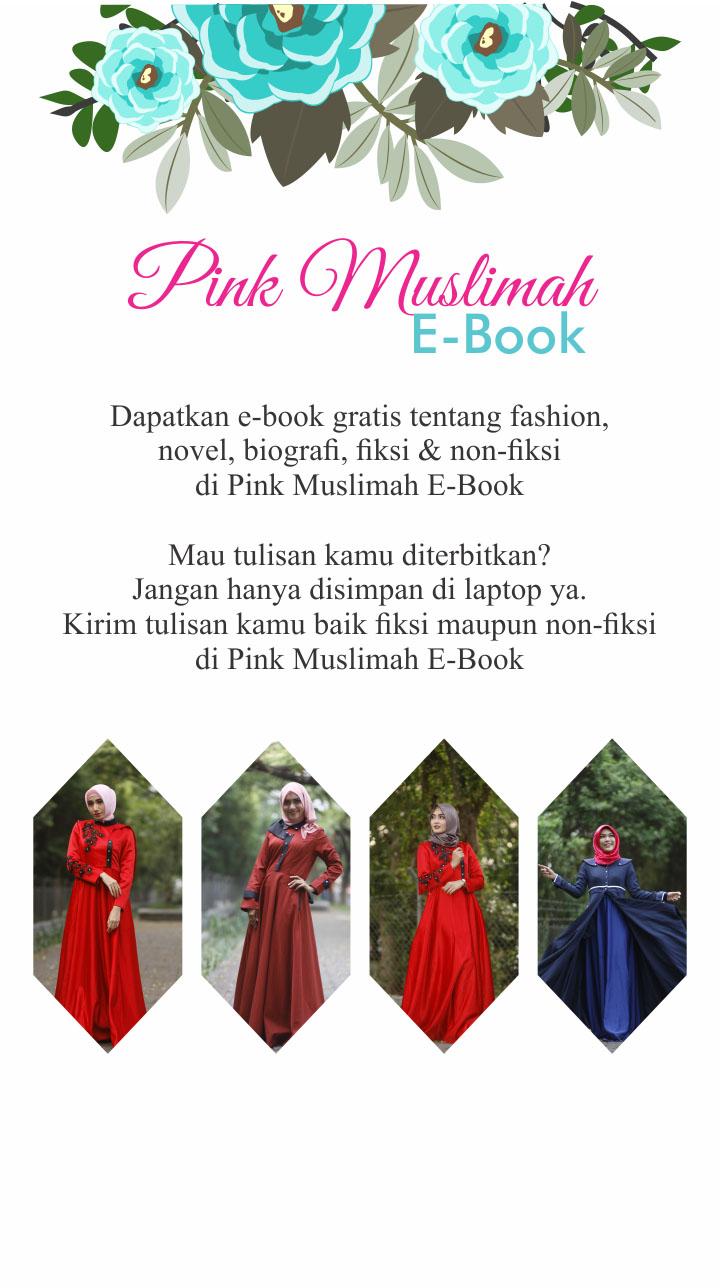 Pink Muslimah
E-Book
Dapatkan e-book gratis tentang fashion,
novel, biografi, fiksi & non-fiksi
di Pink Muslimah E-Book
Mau tulisan kamu diterbitkan?
Jangan hanya disimpan di laptop ya.
Kirim tulisan kamu baik fiksi maupun non-fiksi
di Pink Muslimah E-Book